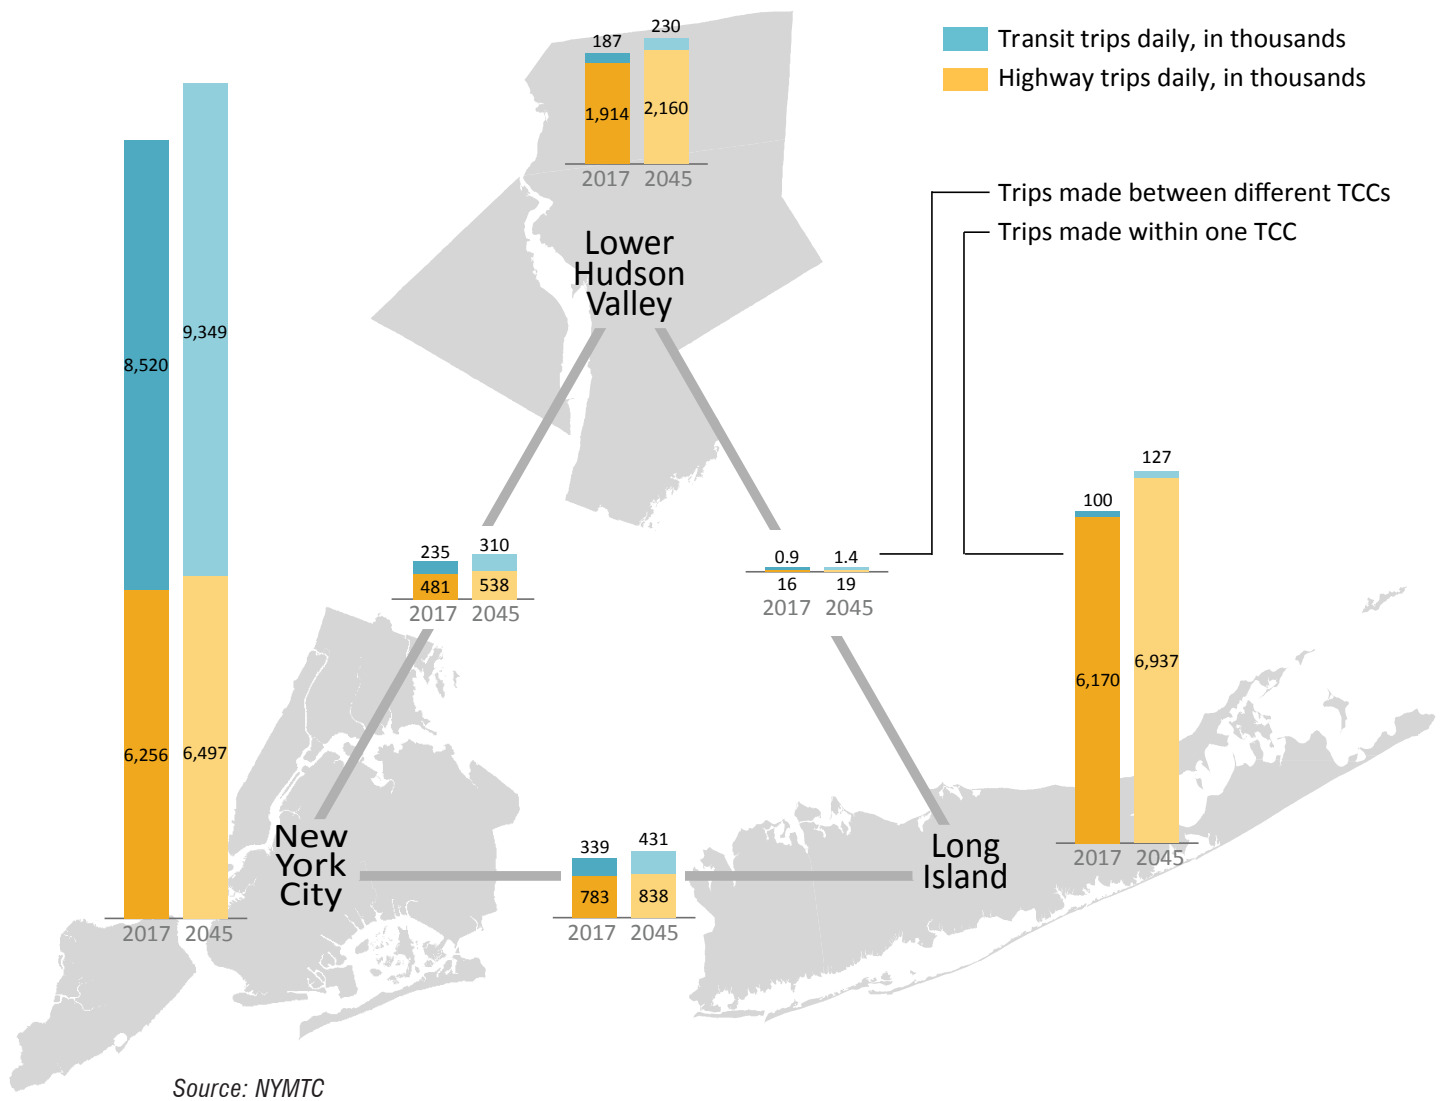 187
230
1,914
2,160
2017
2045
Transit trips daily, in thousands
Highway trips daily, in thousands
Trips made between different TCCs
Trips made within one TCC
Lower
Hudson
Valley
8,520
9,349
6,256
6,497
2017
2045
235
310
481
538
2017
2045
0.9
1.4
16
19
2017
2045
100
127
6,170
6,937
2017
2045
New
York
City
339
431
783
838
2017
2045
Long
Island
Source: NYMTC